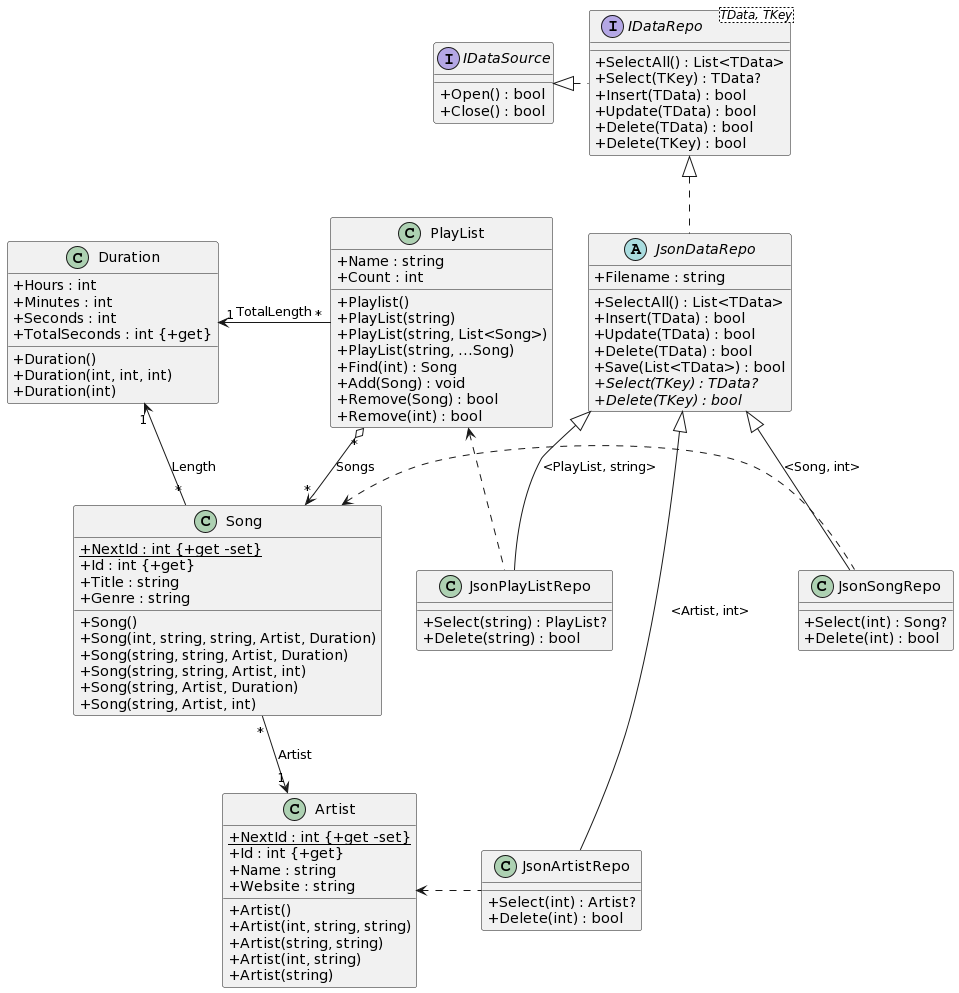 TData, TKey
I IDataRepo
+SelectAll() : List<TData>
+Select(TKey) : TData?
+Insert(TData) : bool
+Update(TData) : bool
+Delete(TData) : bool
+Delete(TKey) : bool
I IDataSource
+Open() : bool
+Close() : bool
C Duration
+Hours : int
+Minutes : int
+Seconds : int
+TotalSeconds : int {+get}
+Duration()
+Duration(int, int, int)
+Duration(int)
1 TotalLength *
C PlayList
+Name : string
+Count : int
+Playlist()
+PlayList(string)
+PlayList(string, List<Song>)
+PlayList(string, ...Song)
+Find(int) : Song
+Add(Song) : void
+Remove(Song) : bool
+Remove(int) : bool
A JsonDataRepo
+Filename : string
+SelectAll() : List<TData>
+Insert(TData) : bool
+Update(TData) : bool
+Delete(TData) : bool
+Save(List<TData>) : bool
+Select(TKey) : TData?
+Delete(TKey) : bool
1
Length
*
*
Songs
*
<PlayList, string>
<Song, int>
C Song
+NextId : int {+get -set}
+Id : int {+get}
+Title : string
+Genre : string
+Song()
+Song(int, string, string, Artist, Duration)
+Song(string, string, Artist, Duration)
+Song(string, string, Artist, int)
+Song(string, Artist, Duration)
+Song(string, Artist, int)
C JsonPlayListRepo
+Select(string) : PlayList?
+Delete(string) : bool
<Artist, int>
C JsonSongRepo
+Select(int) : Song?
+Delete(int) : bool
*
Artist
1
C Artist
+NextId : int {+get -set}
+Id : int {+get}
+Name : string
+Website : string
+Artist()
+Artist(int, string, string)
+Artist(string, string)
+Artist(int, string)
+Artist(string)
C JsonArtistRepo
+Select(int) : Artist?
+Delete(int) : bool